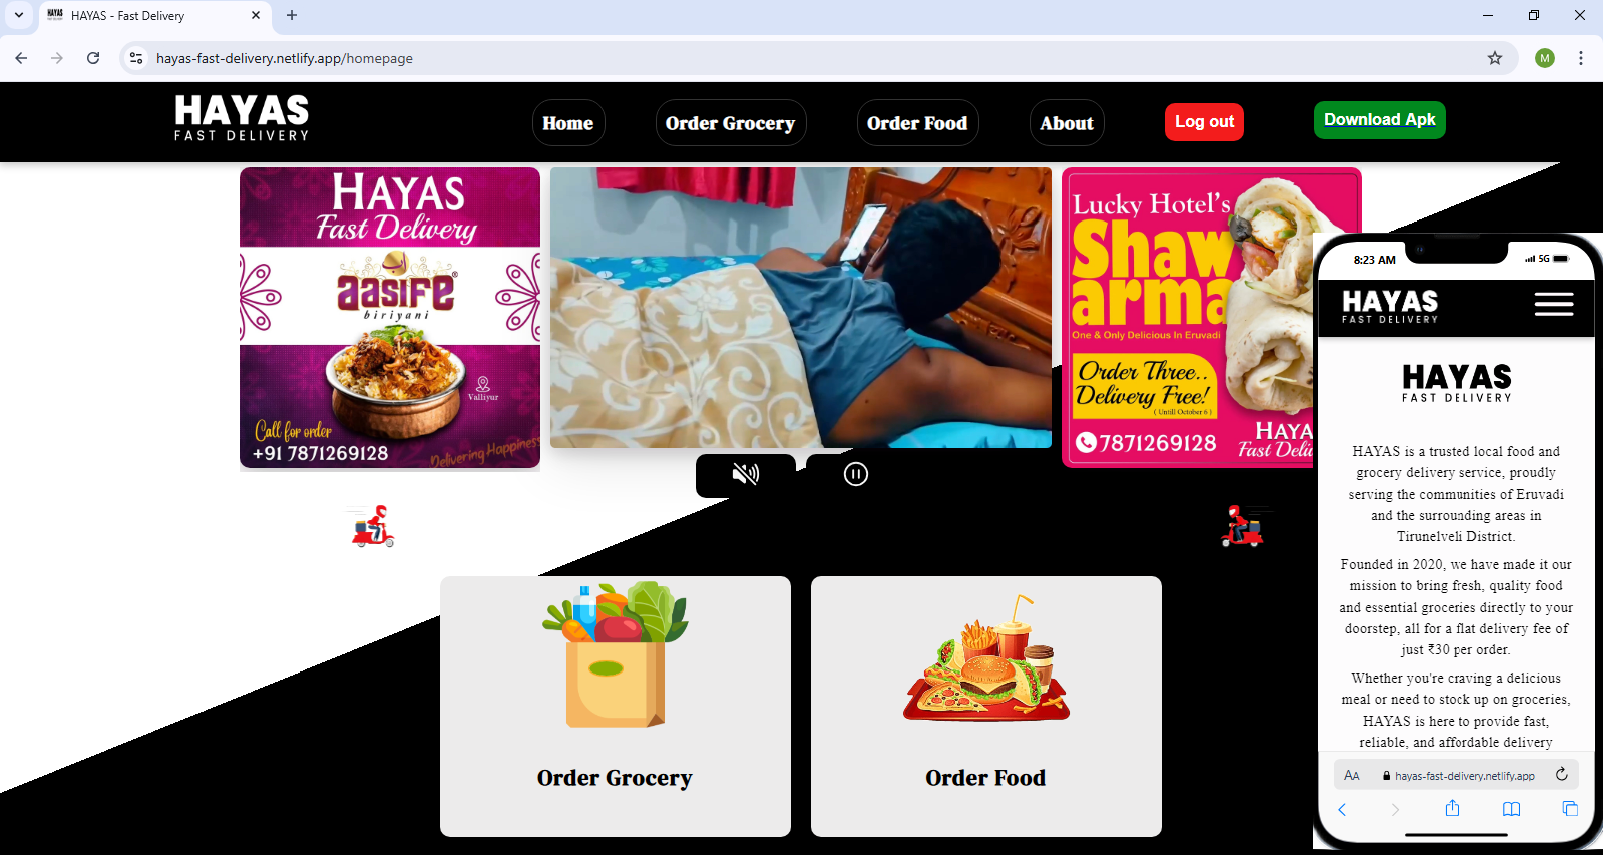 HAYAS - Fast Delivery
hayas-fast-delivery.netlify.app/homepage
M
HAYAS
FAST DELIVERY
Home
Order Grocery
Order Food
About
Log out
Download Apk
HAYAS
Fast Delivery
aasife
biriyani
Valliyur
Call for order
+91 7871269128
Delivering Happiness
Lucky Hotel's
Shaw
arma
One & Only Delicious In Eruvadi
Order Three..
Delivery Free!
( Untill October 6 )
7871269128
HAYA
Fast Deli
Order Grocery
Order Food
8:23 AM
5G
HAYAS
FAST DELIVERY
HAYAS
FAST DELIVERY
HAYAS is a trusted local food and
grocery delivery service, proudly
serving the communities of Eruvadi
and the surrounding areas in
Tirunelveli District.
Founded in 2020, we have made it our
mission to bring fresh, quality food
and essential groceries directly to your
doorstep, all for a flat delivery fee of
just ₹30 per order.
Whether you're craving a delicious
meal or need to stock up on groceries,
HAYAS is here to provide fast,
reliable, and affordable delivery
AA
hayas-fast-delivery.netlify.app